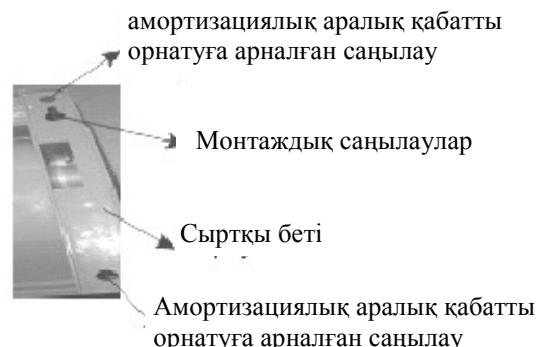 амортизациялық аралық қабатты
орнатуға арналған саңылау
Монтаждық саңылаулар
Сыртқы беті
Амортизациялық аралық қабатты
орнатуға арналған саңылау